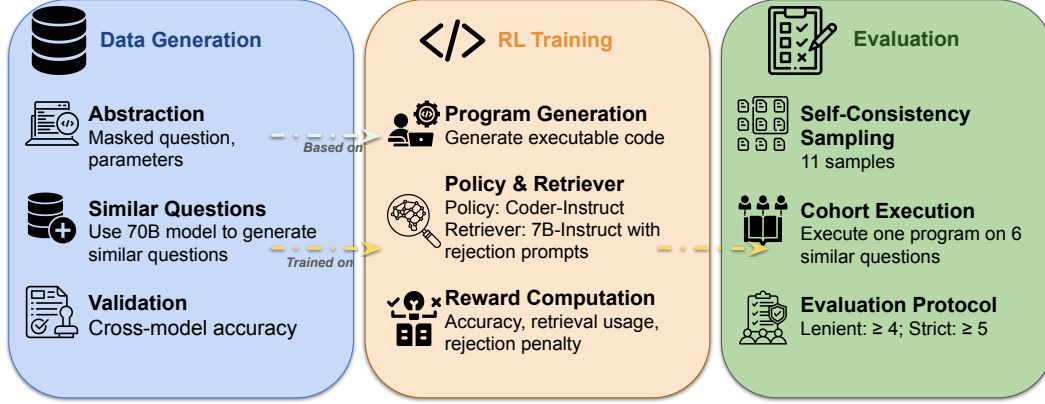 Data Generation
Abstraction
Masked question,
parameters
Similar Questions
Use 70B model to generate
similar questions
Validation
Cross-model accuracy
Based on
Trained on
</> RL Training
Program Generation
Generate executable code
Policy & Retriever
Policy: Coder-Instruct
Retriever: 7B-Instruct with
rejection prompts
Reward Computation
Accuracy, retrieval usage,
rejection penalty
Evaluation
Self-Consistency
Sampling
11 samples
Cohort Execution
Execute one program on 6
similar questions
Evaluation Protocol
Lenient: ≥ 4; Strict: ≥ 5